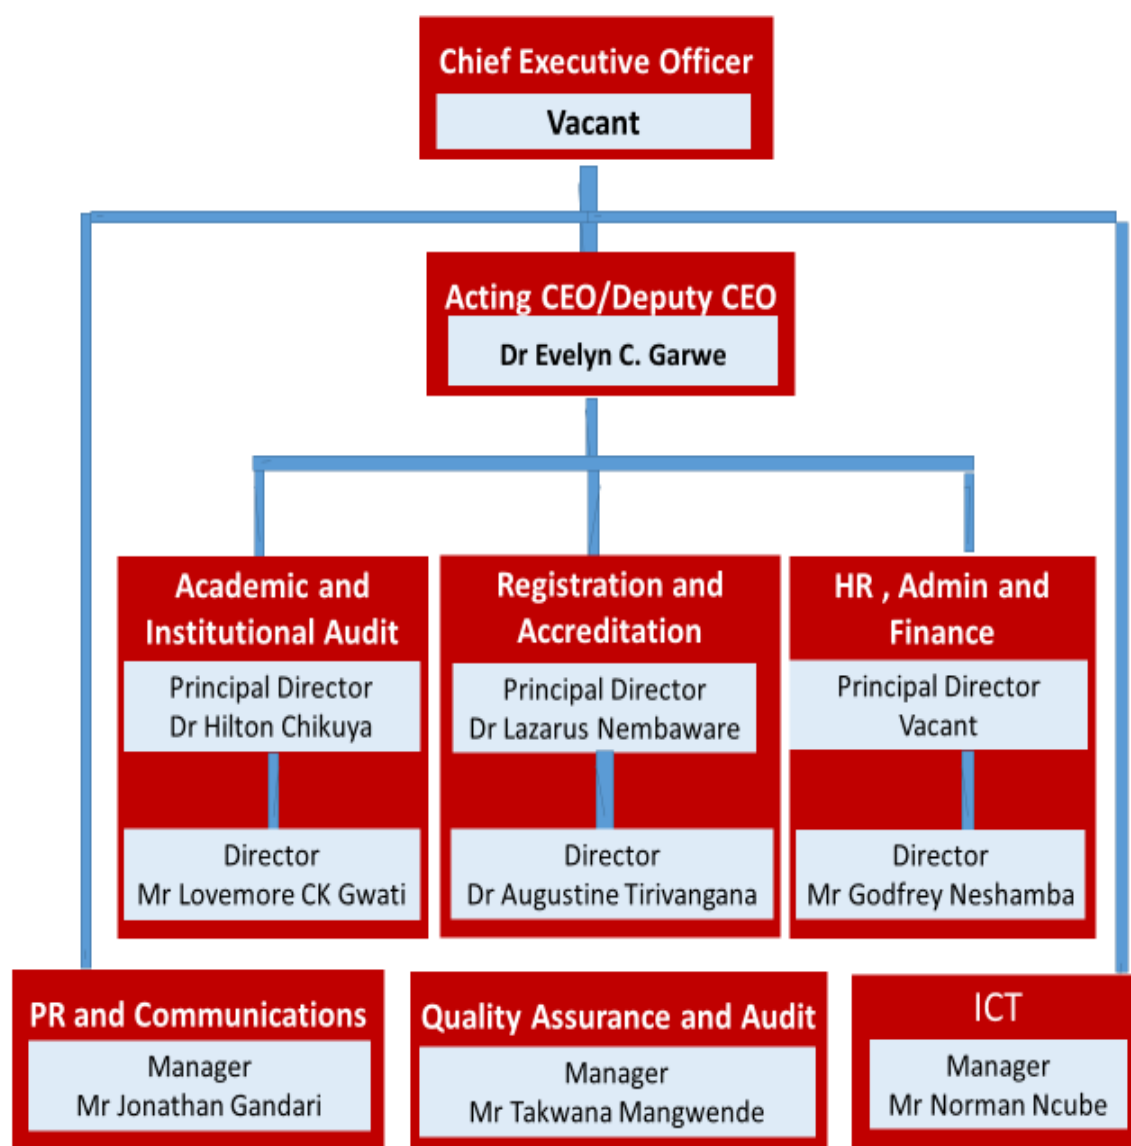 Chief Executive Officer
Vacant
Acting CEO/Deputy CEO
Dr Evelyn C. Garwe
Academic and
Institutional Audit
Principal Director
Dr Hilton Chikuya
Director
Mr Lovemore CK Gwati
Registration and
Accreditation
Principal Director
Dr Lazarus Nembaware
Director
Dr Augustine Tirivangana
HR , Admin and
Finance
Principal Director
Vacant
Director
Mr Godfrey Neshamba
PR and Communications
Manager
Mr Jonathan Gandari
Quality Assurance and Audit
Manager
Mr Takwana Mangwende
ICT
Manager
Mr Norman Ncube